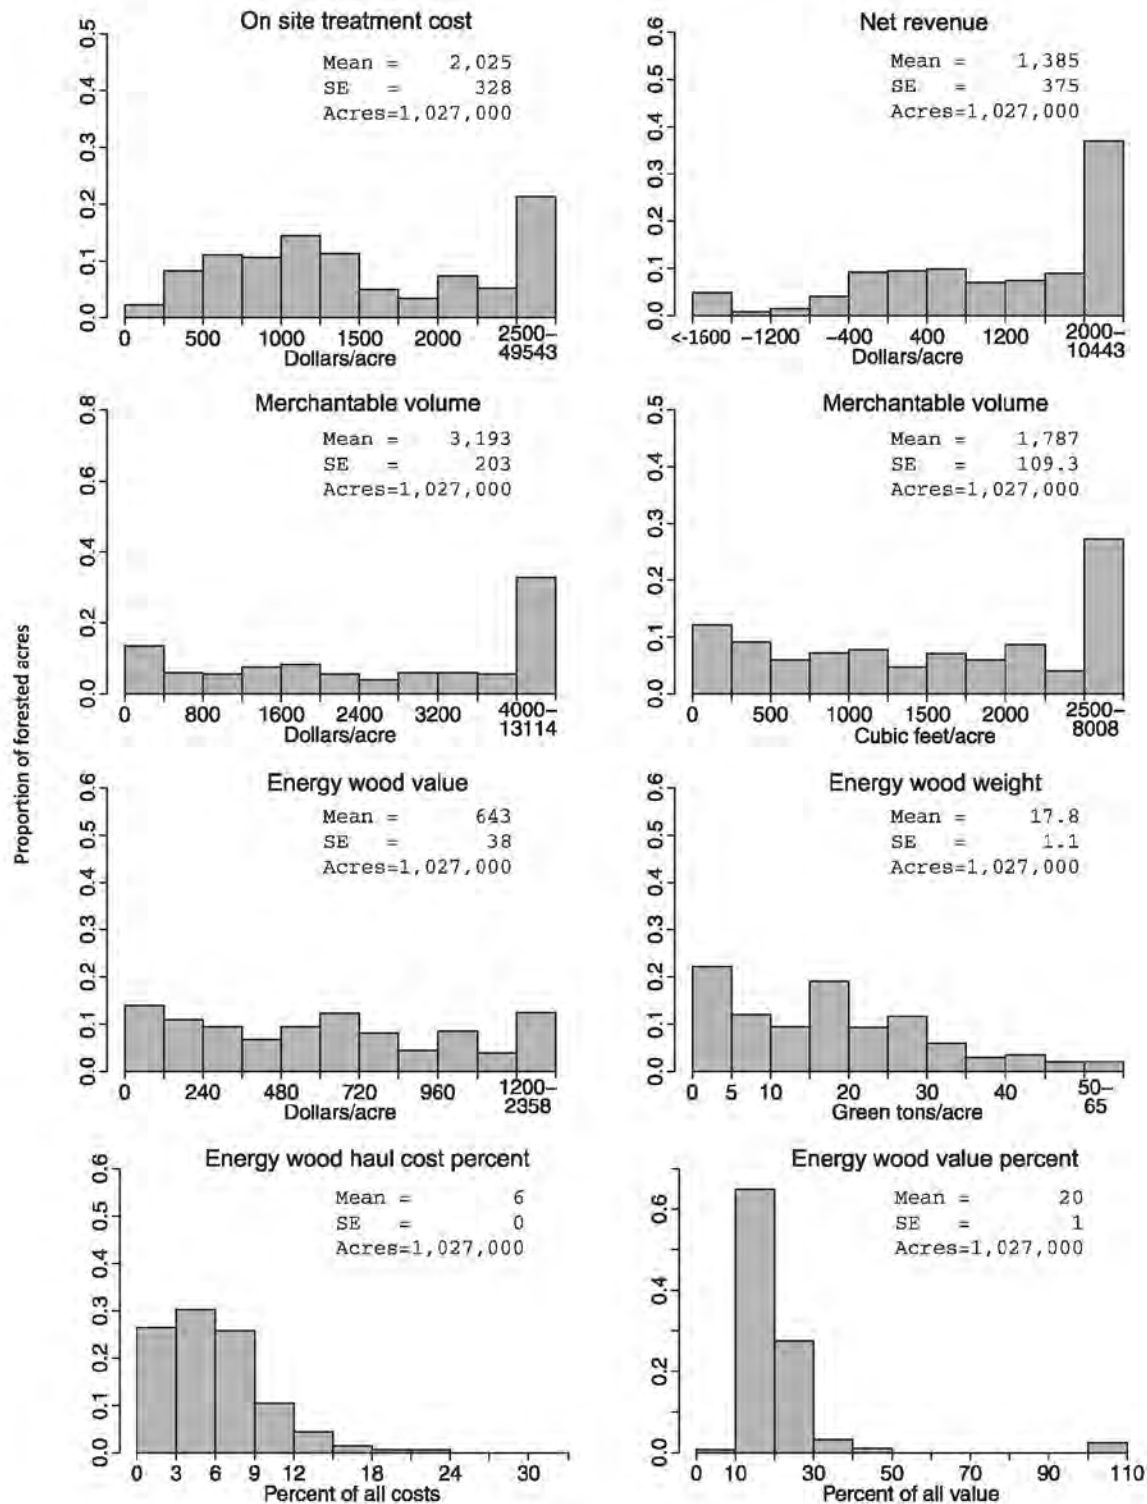 On site treatment cost
Mean = 2,025
SE = 328
Acres=1,027,000
0.0 0.1 0.2 0.3 0.4 0.5
0 500 1000 1500 2000 2500–
49543
Dollars/acre
Net revenue
Mean = 1,385
SE = 375
Acres=1,027,000
0.0 0.1 0.2 0.3 0.4 0.5 0.6
<-1600 −1200 −400 400 1200 2000–
10443
Dollars/acre
Merchantable volume
Mean = 3,193
SE = 203
Acres=1,027,000
0.0 0.2 0.4 0.6 0.8
0 800 1600 2400 3200 4000–
13114
Dollars/acre
Merchantable volume
Mean = 1,787
SE = 109.3
Acres=1,027,000
0.0 0.1 0.2 0.3 0.4 0.5
0 500 1000 1500 2000 2500–
8008
Cubic feet/acre
Proportion of forested acres
Energy wood value
Mean = 643
SE = 38
Acres=1,027,000
0.0 0.1 0.2 0.3 0.4 0.5 0.6
0 240 480 720 960 1200–
2358
Dollars/acre
Energy wood weight
Mean = 17.8
SE = 1.1
Acres=1,027,000
0.0 0.1 0.2 0.3 0.4 0.5 0.6
0 5 10 20 30 40 50–
65
Green tons/acre
Energy wood haul cost percent
Mean = 6
SE = 0
Acres=1,027,000
0.0 0.1 0.2 0.3 0.4 0.5 0.6
0 3 6 9 12 18 24 30
Percent of all costs
Energy wood value percent
Mean = 20
SE = 1
Acres=1,027,000
0.0 0.2 0.4 0.6
0 10 30 50 70 90 110
Percent of all value